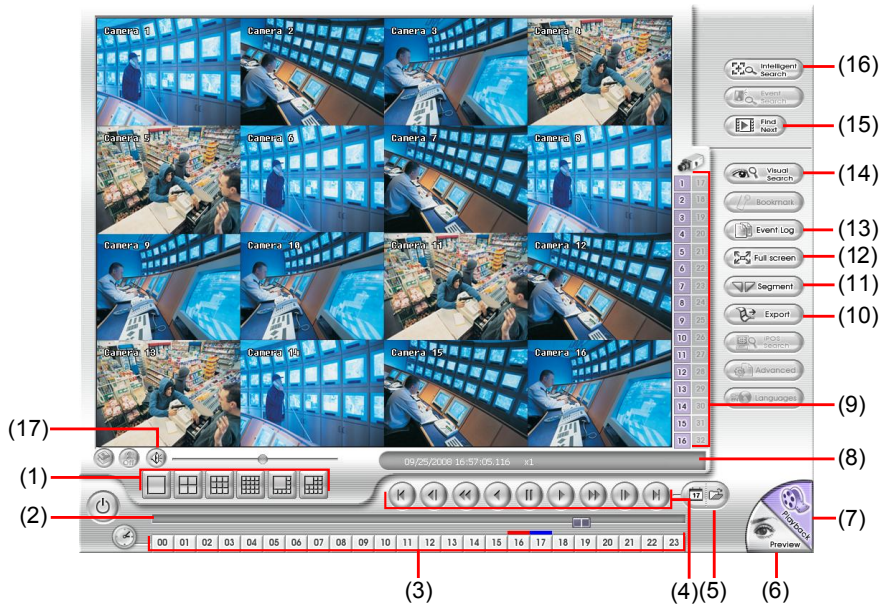 Camera 1
Camera 2
Camera 3
Camera 4
Camera 5
Camera 6
Camera 7
Camera 8
Camera 9
Camera 10
Camera 11
Camera 12
Camera 13
Camera 14
Camera 15
Camera 16
1 17
2 18
3 19
4 20
5 21
6 22
7 23
8 24
9 25
10 26
11 27
12 28
13 29
14 30
15 31
16 32
Intelligent
Search
(16)
Event
Search
Find
Next
(15)
Visual
Search
(14)
Bookmark
Event Log
(13)
Full screen
(12)
Segment
(11)
Export
(10)
iPOS
Search
Advanced
Languages
(9)
(17)
09/25/2008 16:57:05.116 x1
(8)
(1)
17
(2)
Playback
(7)
Preview
00 01 02 03 04 05 06 07 08 09 10 11 12 13 14 15 16 17 18 19 20 21 22 23
(3)
(4)
(5)
(6)